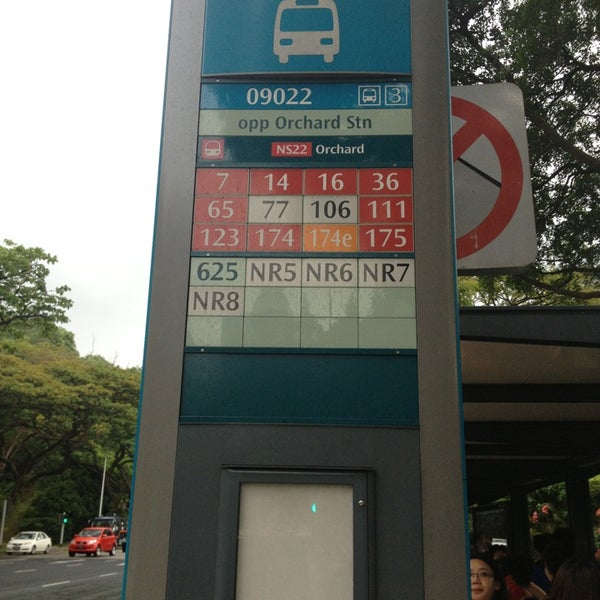 09022 3
opp Orchard Stn
NS22 Orchard
7 14 16 36
65 77 106 111
123 174 174e 175
625 NR5 NR6 NR7
NR8